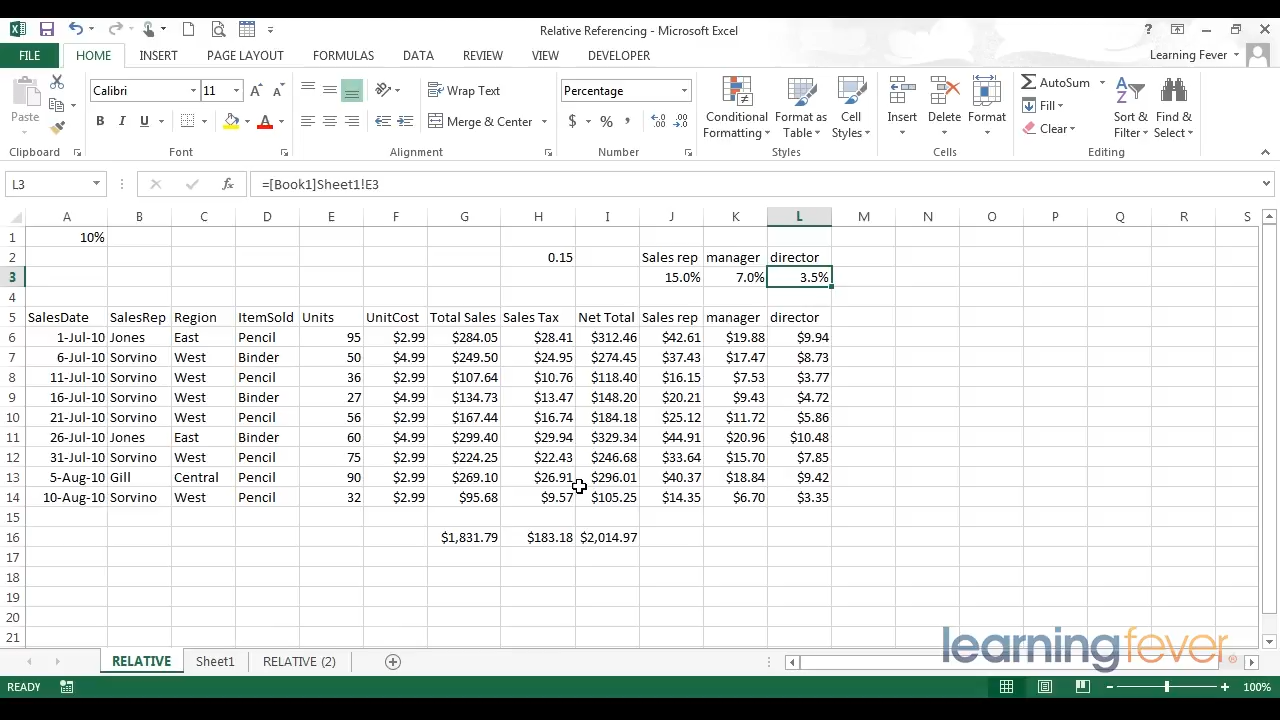 Relative Referencing - Microsoft Excel
?
FILE HOME INSERT PAGE LAYOUT FORMULAS DATA REVIEW VIEW DEVELOPER Learning Fever
Paste
Calibri 11
B I U A
Wrap Text
Merge & Center
Percentage
$ % ,
Conditional Formatting
Format as Table
Cell Styles
Insert Delete Format
AutoSum
Fill
Clear
Sort & Filter
Find & Select
Clipboard Font Alignment Number Styles Cells Editing
L3 fx =[Book1]Sheet1!E3
A B C D E F G H I J K L M N O P Q R S
1 10%
2 0.15 Sales rep manager director
3 15.0% 7.0% 3.5%
4
5 SalesDate SalesRep Region ItemSold Units UnitCost Total Sales Sales Tax Net Total Sales rep manager director
6 1-Jul-10 Jones East Pencil 95 $2.99 $284.05 $28.41 $312.46 $42.61 $19.88 $9.94
7 6-Jul-10 Sorvino West Binder 50 $4.99 $249.50 $24.95 $274.45 $37.43 $17.47 $8.73
8 11-Jul-10 Sorvino West Pencil 36 $2.99 $107.64 $10.76 $118.40 $16.15 $7.53 $3.77
9 16-Jul-10 Sorvino West Binder 27 $4.99 $134.73 $13.47 $148.20 $20.21 $9.43 $4.72
10 21-Jul-10 Sorvino West Pencil 56 $2.99 $167.44 $16.74 $184.18 $25.12 $11.72 $5.86
11 26-Jul-10 Jones East Binder 60 $4.99 $299.40 $29.94 $329.34 $44.91 $20.96 $10.48
12 31-Jul-10 Sorvino West Pencil 75 $2.99 $224.25 $22.43 $246.68 $33.64 $15.70 $7.85
13 5-Aug-10 Gill Central Pencil 90 $2.99 $269.10 $26.91 $296.01 $40.37 $18.84 $9.42
14 10-Aug-10 Sorvino West Pencil 32 $2.99 $95.68 $9.57 $105.25 $14.35 $6.70 $3.35
15
16 $1,831.79 $183.18 $2,014.97
17
18
19
20
21
learningfever
RELATIVE Sheet1 RELATIVE (2)
READY 100%